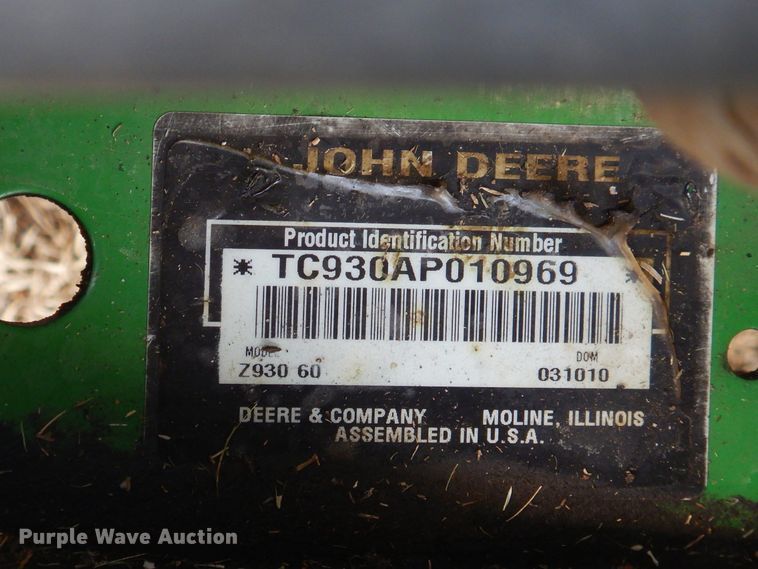 JOHN DEERE
Product Identification Number
* TC930AP010969 *
MODEL DOM
Z930 60 031010
DEERE & COMPANY MOLINE, ILLINOIS
ASSEMBLED IN U.S.A.
Purple Wave Auction